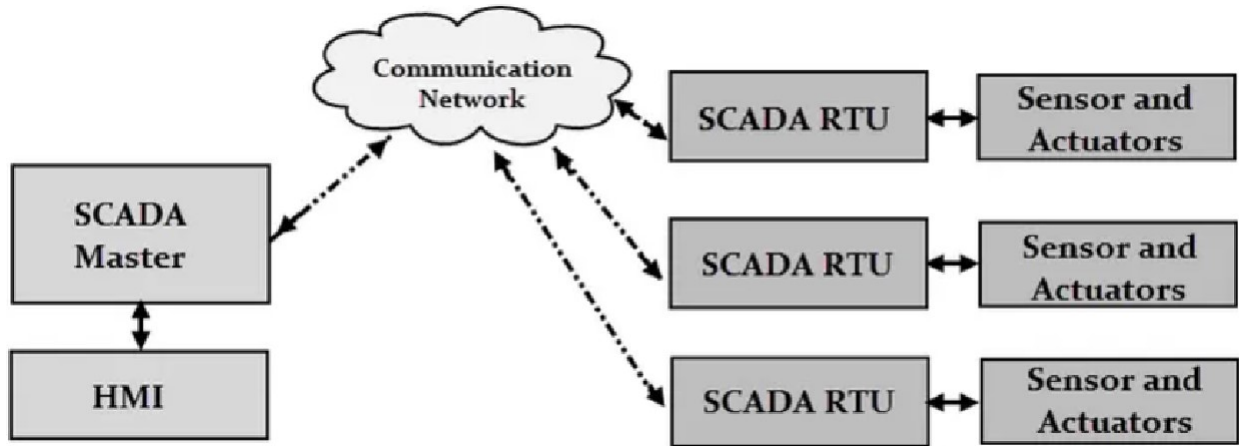 Communication
Network
SCADA RTU
Sensor and
Actuators
SCADA
Master
SCADA RTU
Sensor and
Actuators
HMI
SCADA RTU
Sensor and
Actuators